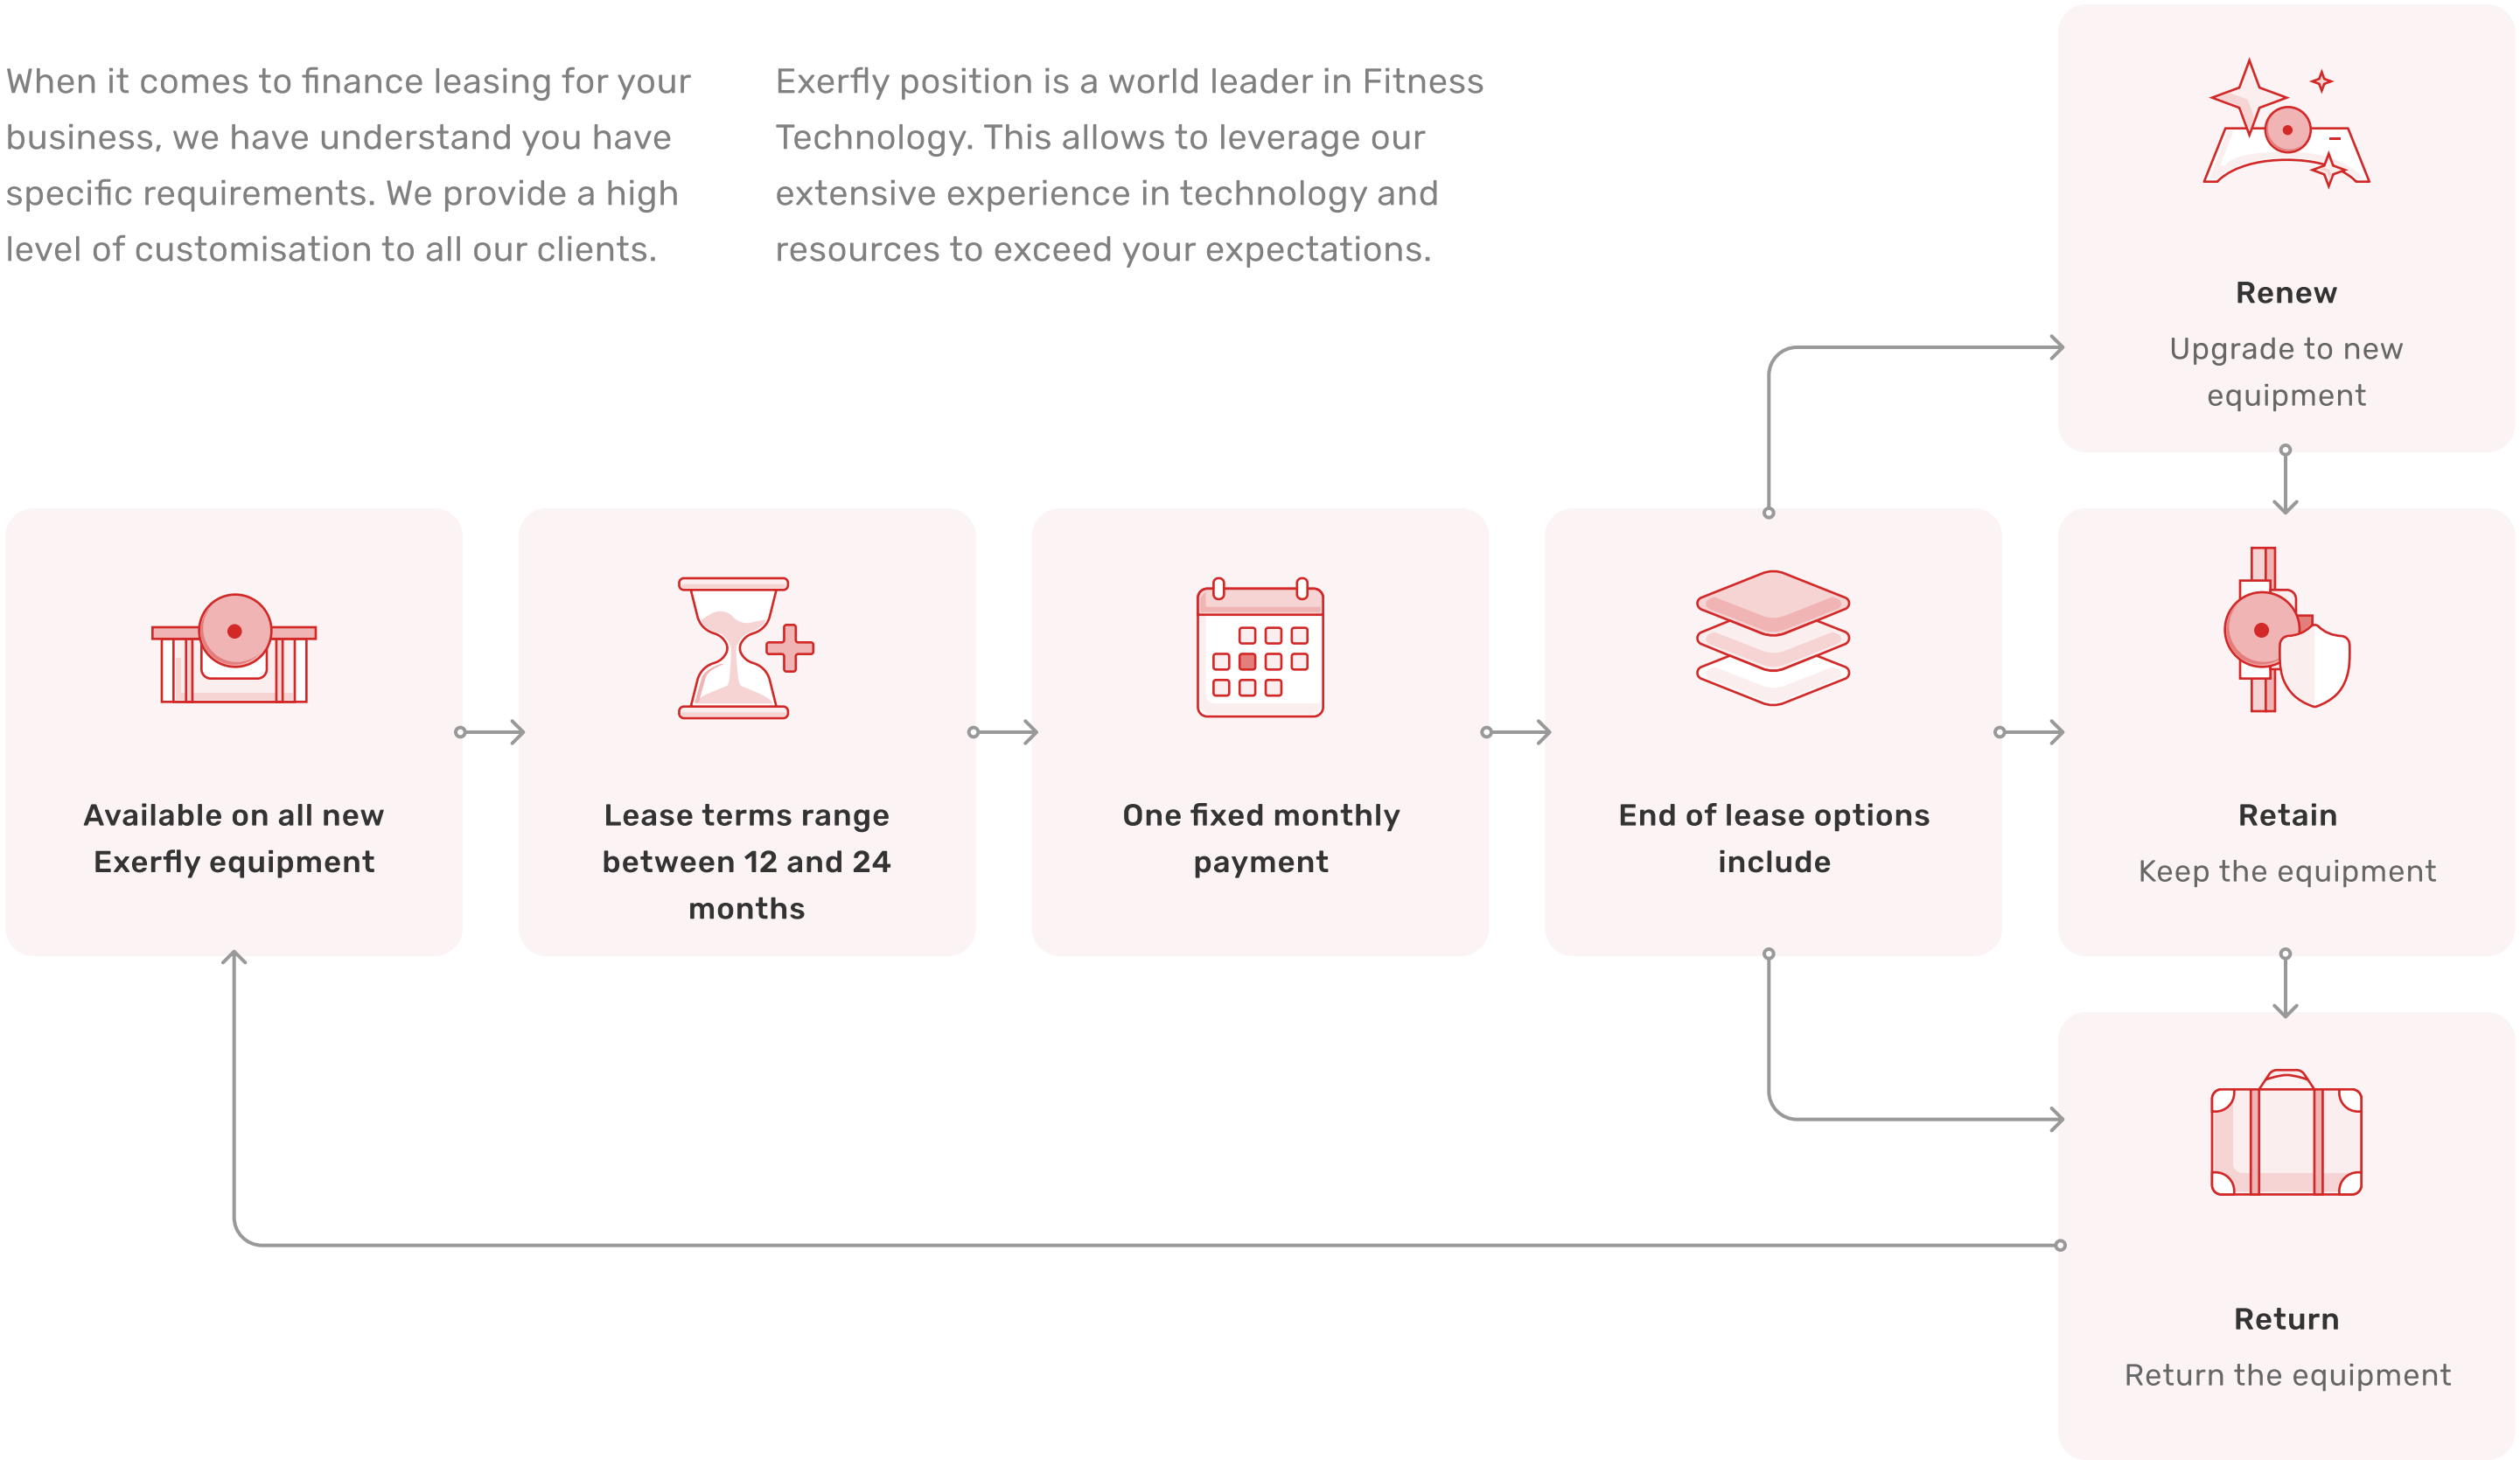 When it comes to finance leasing for your
business, we have understand you have
specific requirements. We provide a high
level of customisation to all our clients.
Exerfly position is a world leader in Fitness
Technology. This allows to leverage our
extensive experience in technology and
resources to exceed your expectations.
Available on all new
Exerfly equipment
Lease terms range
between 12 and 24
months
One fixed monthly
payment
End of lease options
include
Renew
Upgrade to new
equipment
Retain
Keep the equipment
Return
Return the equipment